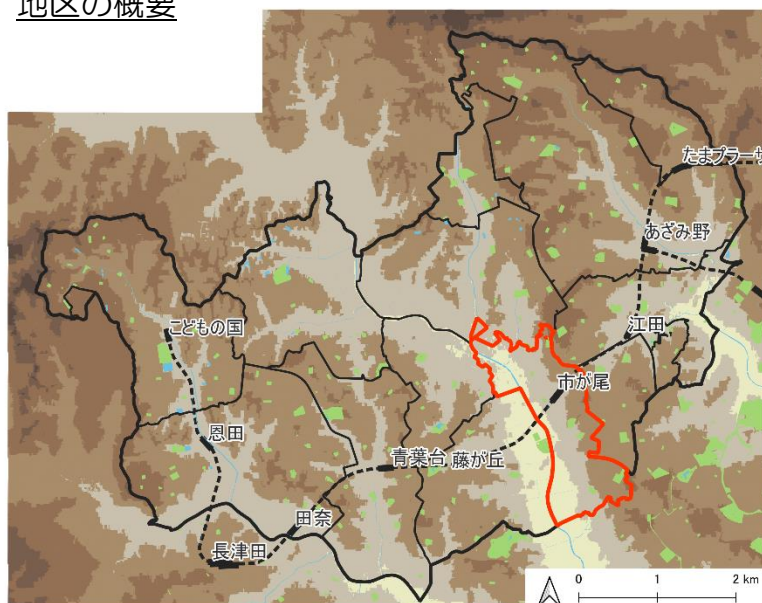 地区の概要
たまプラーザ
あざみ野
江田
こどもの国
市が尾
恩田
青葉台
藤が丘
田奈
長津田
0 1 2 km